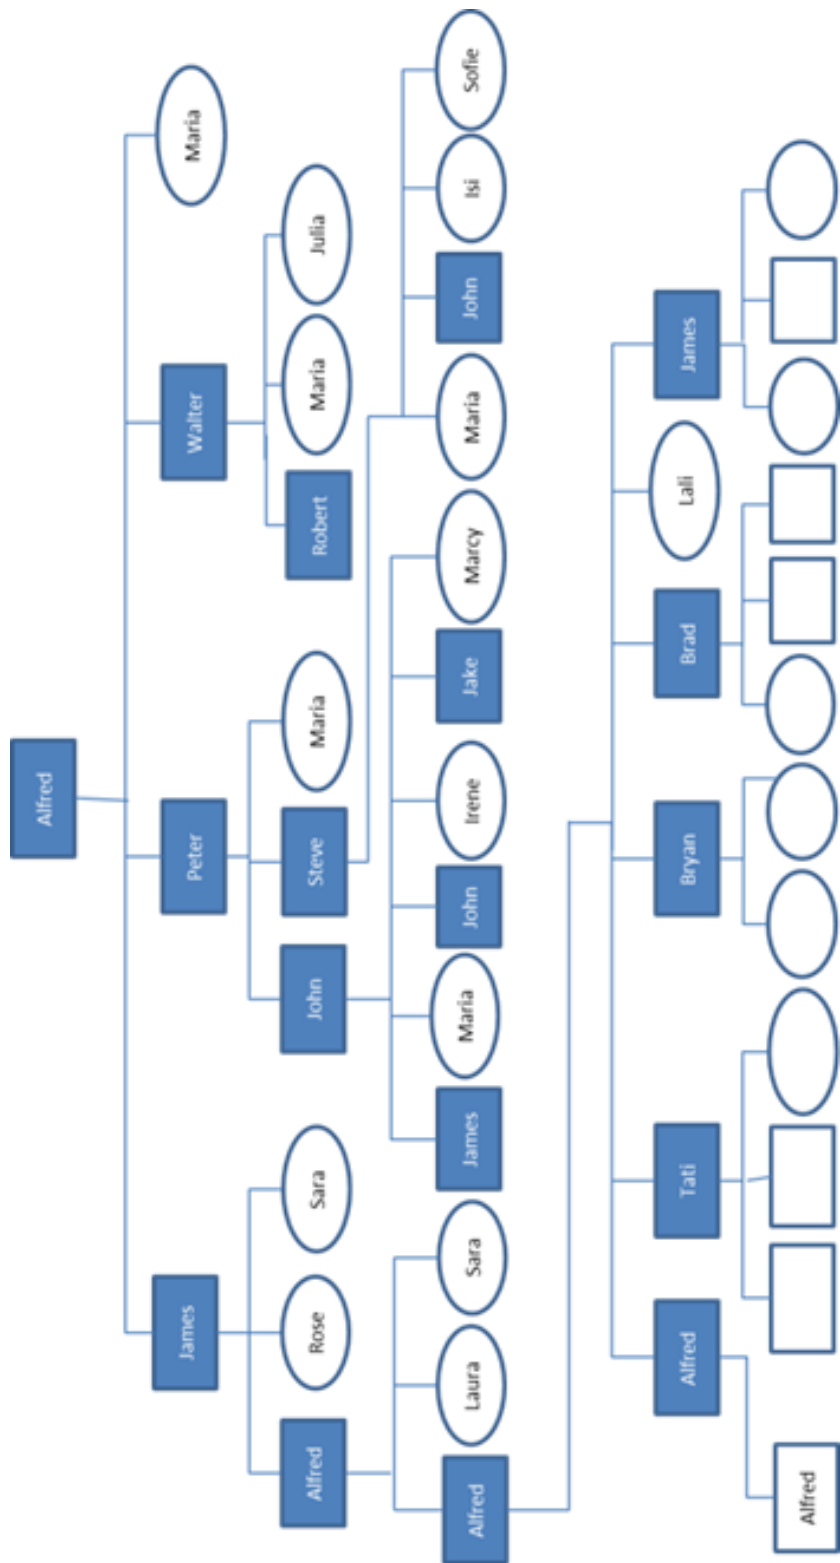 Alfred
James
Peter
Walter
Maria
Alfred
Rose
Sara
John
Steve
Maria
Robert
Maria
Julia
Alfred
Laura
Sara
James
Maria
John
Irene
Jake
Marcy
Maria
John
Isi
Sofie
Alfred
Tati
Bryan
Brad
Lali
James
Alfred